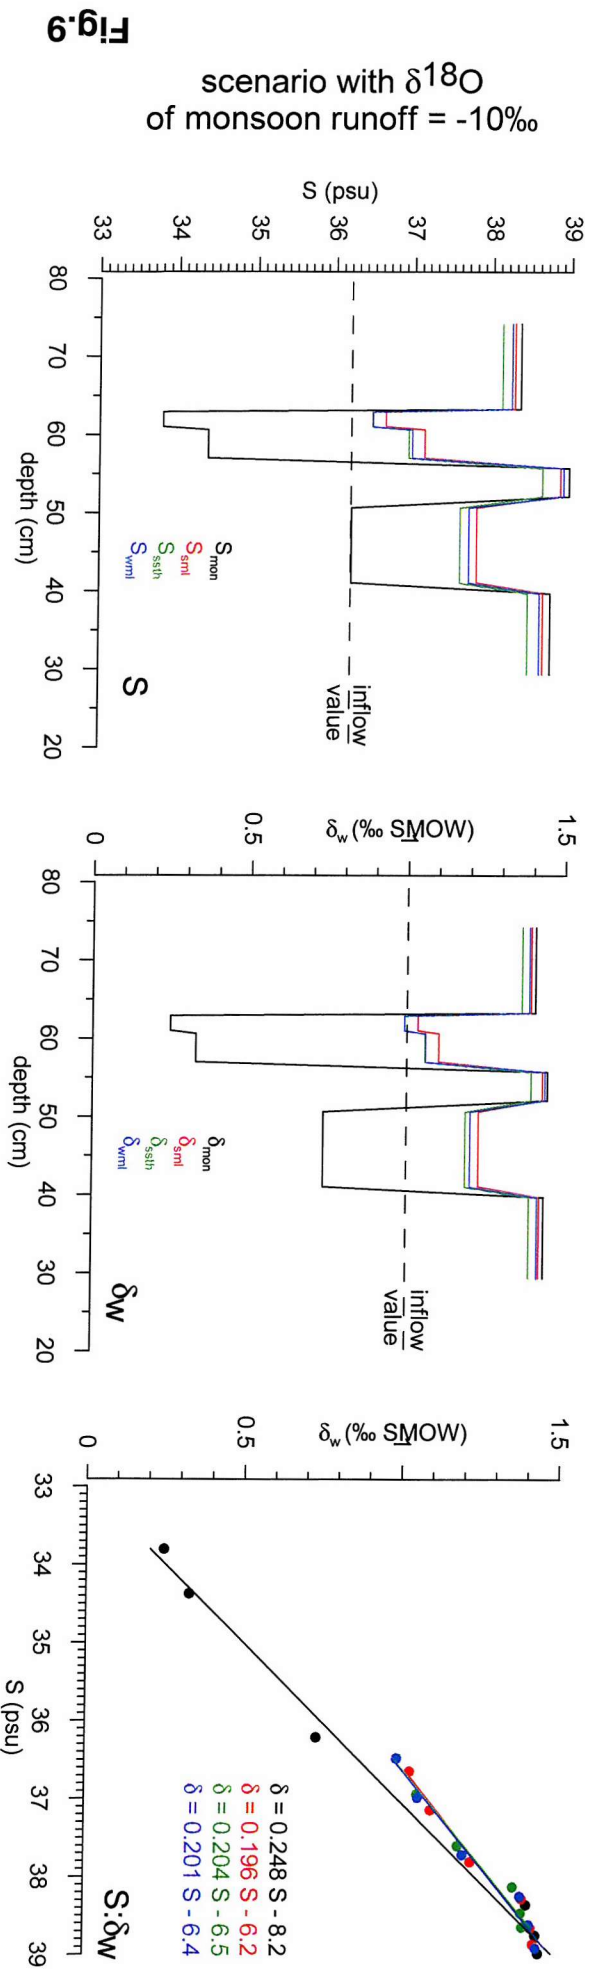 Fig.9
scenario with δ18O
of monsoon runoff = -10‰
S (psu)
33
34
35
36
37
38
39
80
70
60
50
40
30
20
depth (cm)
inflow
value
Smon
Ssml
Sssth
Swml
S
δw (‰ SMOW)
0
0.5
1
1.5
80
70
60
50
40
30
20
depth (cm)
inflow
value
δmon
δsml
δssth
δwml
δw
δw (‰ SMOW)
0
0.5
1
1.5
33
34
35
36
37
38
39
S (psu)
δ = 0.248 S - 8.2
δ = 0.196 S - 6.2
δ = 0.204 S - 6.5
δ = 0.201 S - 6.4
S:δw